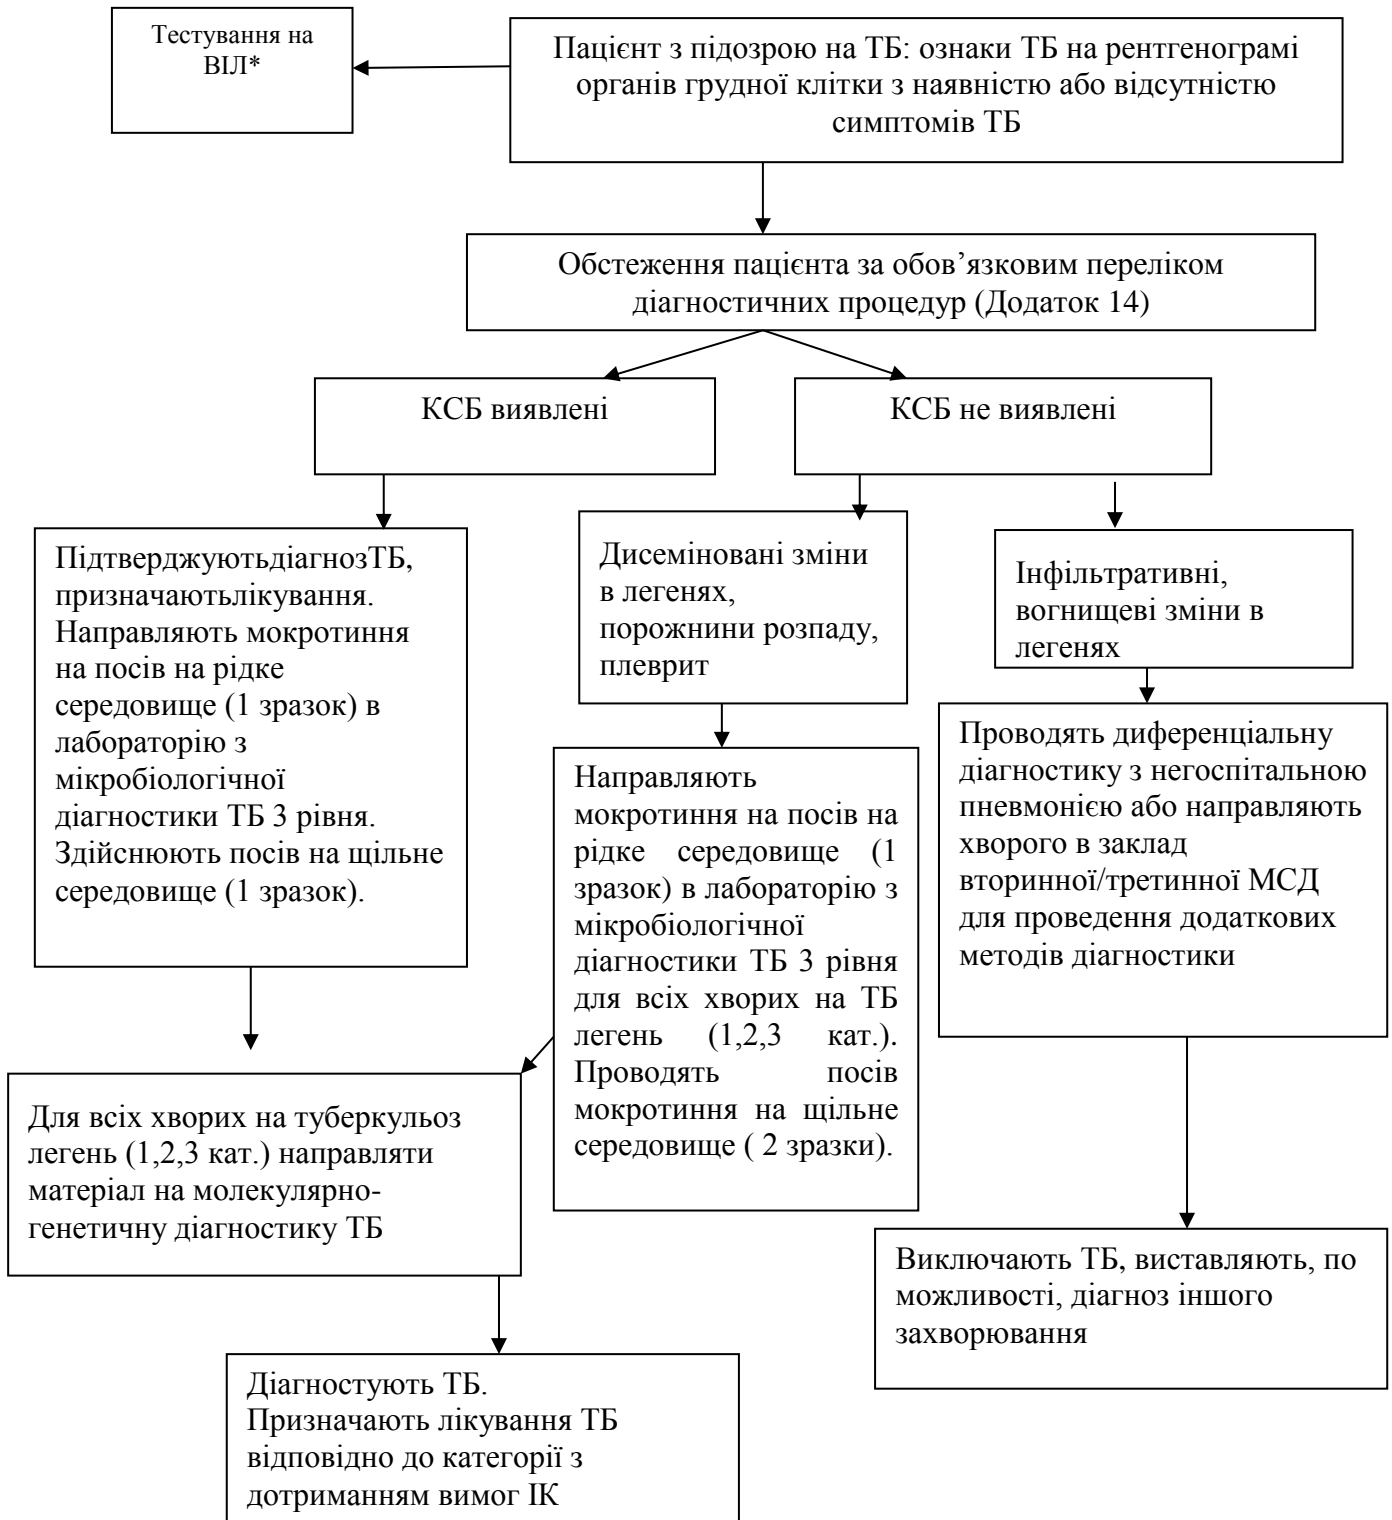 Тестування на
ВІЛ*
Пацієнт з підозрою на ТБ: ознаки ТБ на рентгенограмі
органів грудної клітки з наявністю або відсутністю
симптомів ТБ
Обстеження пацієнта за обов’язковим переліком
діагностичних процедур (Додаток 14)
КСБ виявлені
КСБ не виявлені
ПідтверджуютьдіагнозТБ,
призначаютьлікування.
Направляють мокротиння
на посів на рідке
середовище (1 зразок) в
лабораторію з
мікробіологічної
діагностики ТБ 3 рівня.
Здійснюють посів на щільне
середовище (1 зразок).
Дисеміновані зміни
в легенях,
порожнини розпаду,
плеврит
Інфільтративні,
вогнищеві зміни в
легенях
Направляють
мокротиння на посів на
рідке середовище (1
зразок) в лабораторію з
мікробіологічної
діагностики ТБ 3 рівня
для всіх хворих на ТБ
легень (1,2,3 кат.).
Проводять посів
мокротиння на щільне
середовище ( 2 зразки).
Проводять диференціальну
діагностику з негоспітальною
пневмонією або направляють
хворого в заклад
вторинної/третинної МСД
для проведення додаткових
методів діагностики
Для всіх хворих на туберкульоз
легень (1,2,3 кат.) направляти
матеріал на молекулярно-
генетичну діагностику ТБ
Виключають ТБ, виставляють, по
можливості, діагноз іншого
захворювання
Діагностують ТБ.
Призначають лікування ТБ
відповідно до категорії з
дотриманням вимог ІК